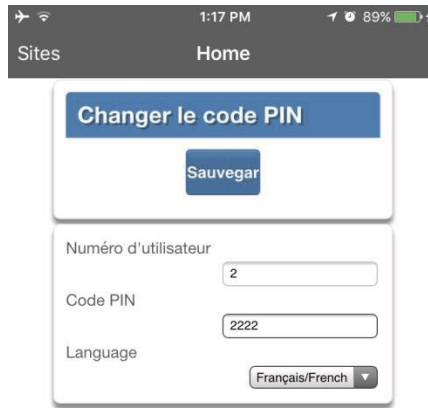 1:17 PM 89%
Sites Home
Changer le code PIN
Sauvegar
Numéro d'utilisateur
2
Code PIN
2222
Language
Français/French